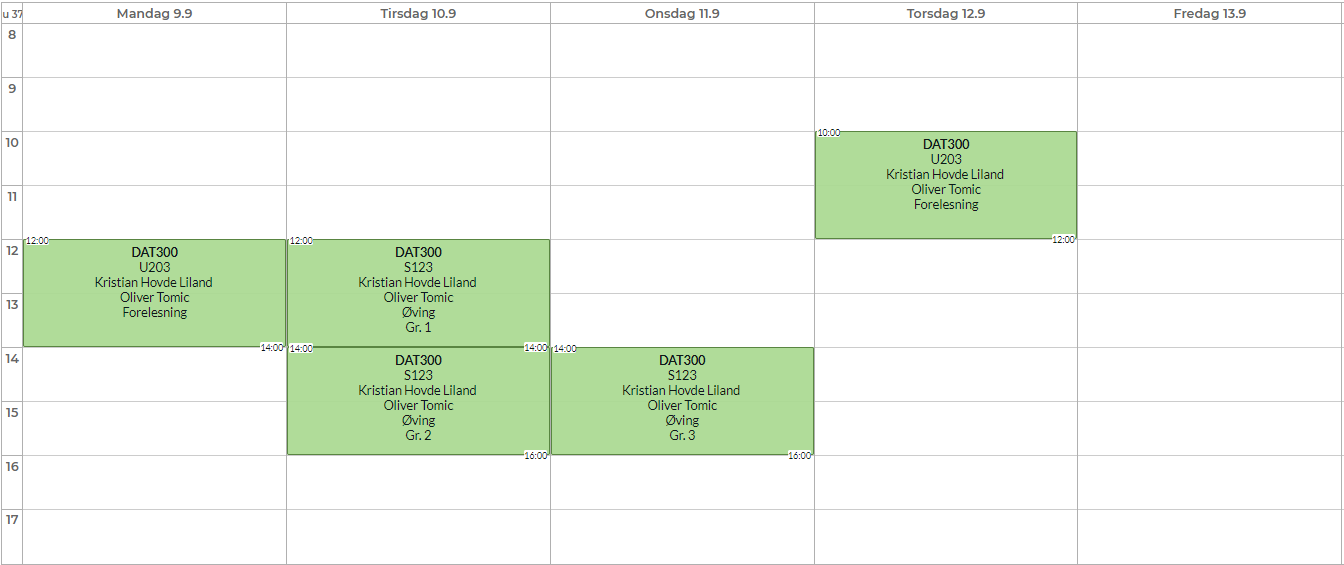 u 37
Mandag 9.9
Tirsdag 10.9
Onsdag 11.9
Torsdag 12.9
Fredag 13.9
8
9
10
11
12
13
14
15
16
17
12:00
DAT300
U203
Kristian Hovde Liland
Oliver Tomic
Forelesning
14:00
12:00
DAT300
S123
Kristian Hovde Liland
Oliver Tomic
Øving
Gr. 1
14:00
14:00
DAT300
S123
Kristian Hovde Liland
Oliver Tomic
Øving
Gr. 2
16:00
14:00
DAT300
S123
Kristian Hovde Liland
Oliver Tomic
Øving
Gr. 3
16:00
10:00
DAT300
U203
Kristian Hovde Liland
Oliver Tomic
Forelesning
12:00